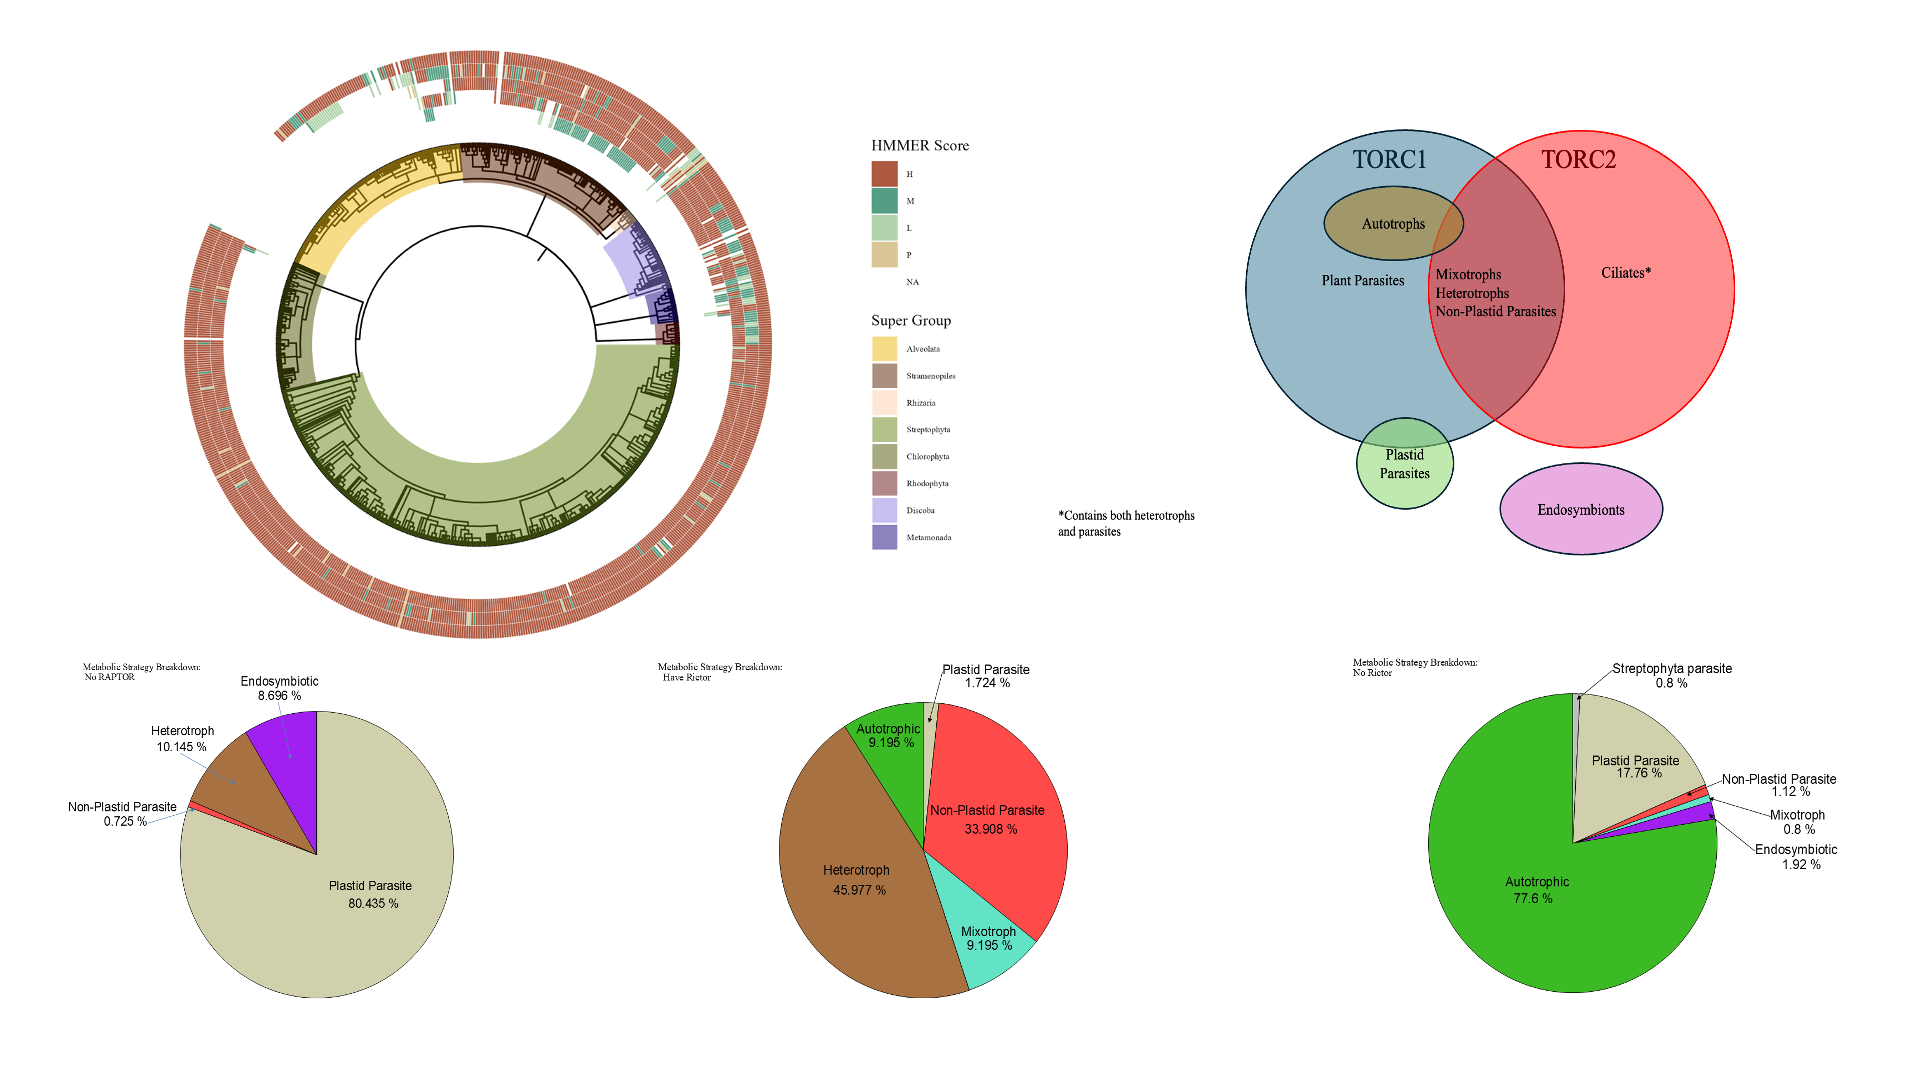 HMMER Score
H
M
L
P
NA
Super Group
Alveolata
Stramenopiles
Rhizaria
Streptophyta
Chlorophyta
Rhodophyta
Discoba
Metamonada
TORC1
TORC2
Autotrophs
Plant Parasites
Mixotrophs
Heterotrophs
Non-Plastid Parasites
Ciliates*
Plastid
Parasites
Endosymbionts
*Contains both heterotrophs
and parasites
Metabolic Strategy Breakdown:
No RAPTOR
Endosymbiotic
8.696 %
Heterotroph
10.145 %
Non-Plastid Parasite
0.725 %
Plastid Parasite
80.435 %
Metabolic Strategy Breakdown:
Have Rictor
Plastid Parasite
1.724 %
Autotrophic
9.195 %
Non-Plastid Parasite
33.908 %
Heterotroph
45.977 %
Mixotroph
9.195 %
Metabolic Strategy Breakdown:
No Rictor
Streptophyta parasite
0.8 %
Plastid Parasite
17.76 %
Non-Plastid Parasite
1.12 %
Mixotroph
0.8 %
Endosymbiotic
1.92 %
Autotrophic
77.6 %